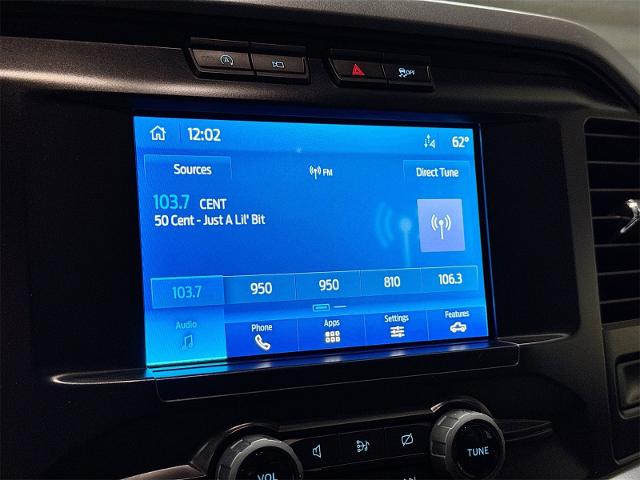 OFF
12:02
62°
Sources
FM
Direct Tune
103.7 CENT
50 Cent - Just A Lil' Bit
103.7 950 950 810 106.3
Audio Phone Apps Settings Features
VOL
TUNE